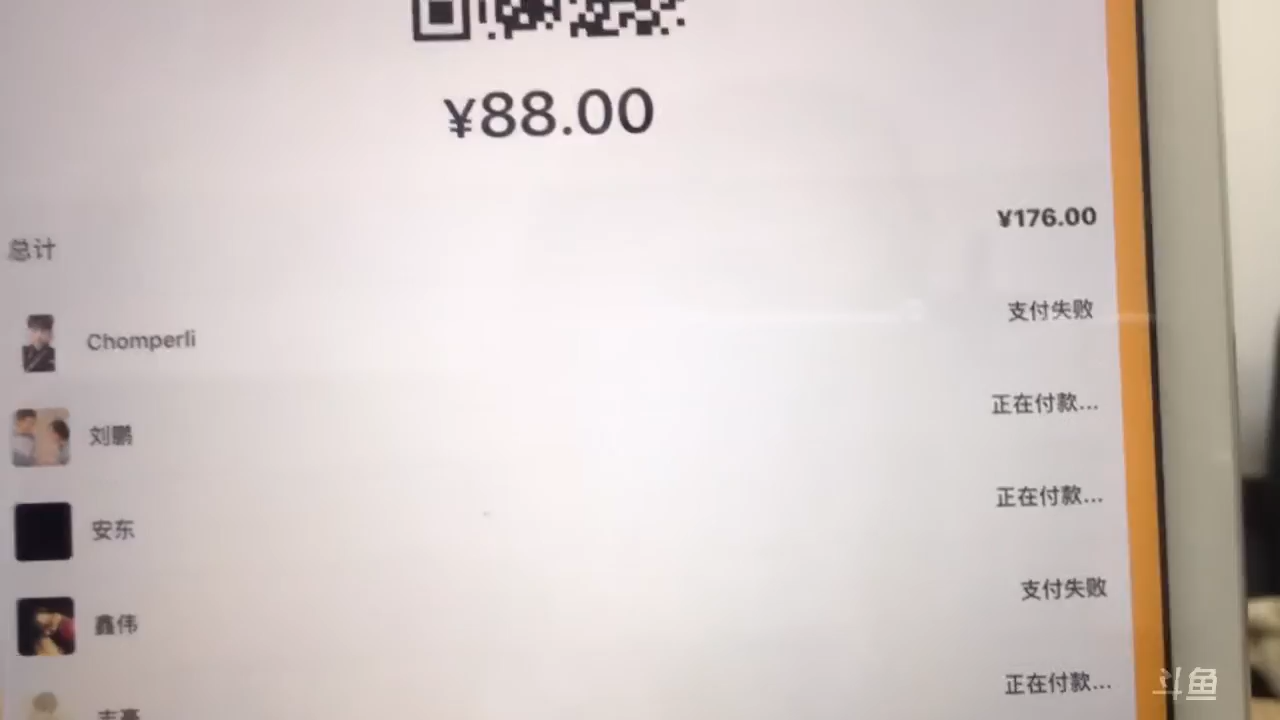 ¥88.00
总计
¥176.00
Chomperli
支付失败
刘鹏
正在付款...
安东
正在付款...
鑫伟
支付失败
正在付款...
斗鱼